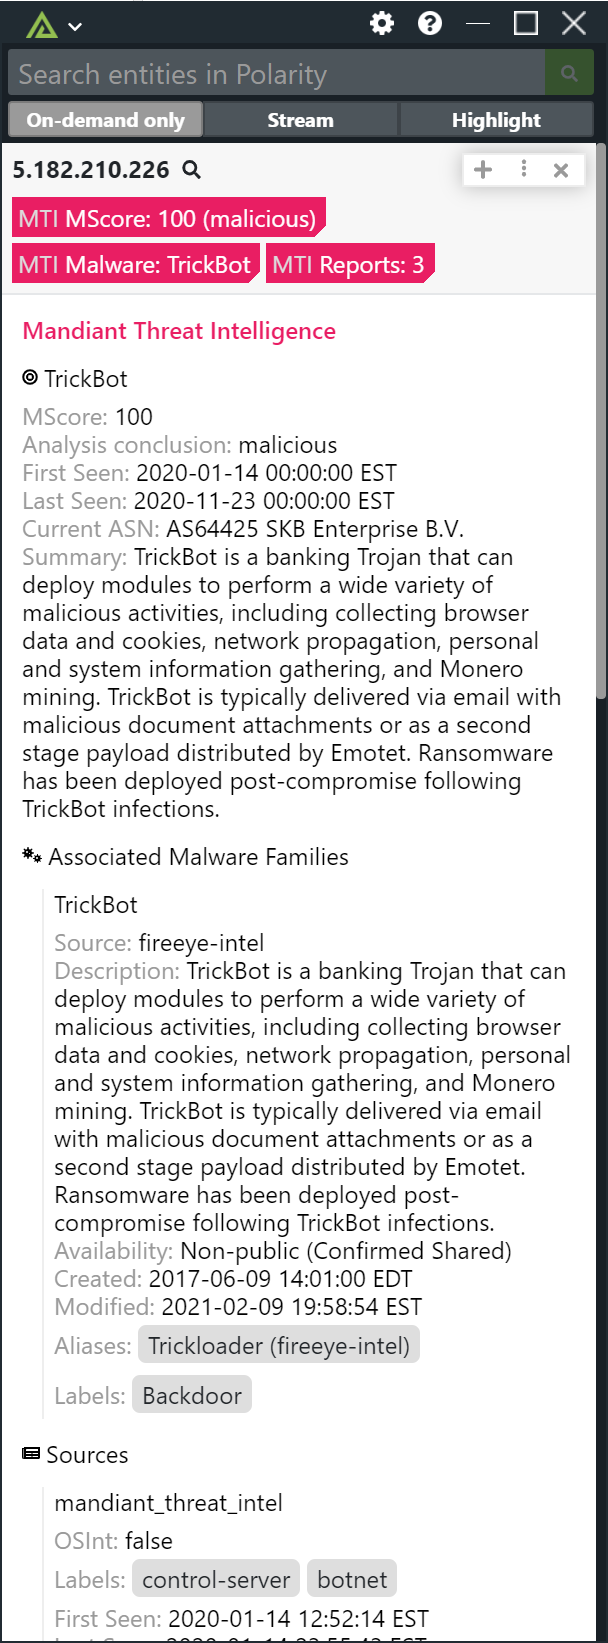 Search entities in Polarity
On-demand only Stream Highlight
5.182.210.226
MTI MScore: 100 (malicious)
MTI Malware: TrickBot MTI Reports: 3
Mandiant Threat Intelligence
TrickBot
MScore: 100
Analysis conclusion: malicious
First Seen: 2020-01-14 00:00:00 EST
Last Seen: 2020-11-23 00:00:00 EST
Current ASN: AS64425 SKB Enterprise B.V.
Summary: TrickBot is a banking Trojan that can
deploy modules to perform a wide variety of
malicious activities, including collecting browser
data and cookies, network propagation, personal
and system information gathering, and Monero
mining. TrickBot is typically delivered via email with
malicious document attachments or as a second
stage payload distributed by Emotet. Ransomware
has been deployed post-compromise following
TrickBot infections.
Associated Malware Families
TrickBot
Source: fireeye-intel
Description: TrickBot is a banking Trojan that can
deploy modules to perform a wide variety of
malicious activities, including collecting browser
data and cookies, network propagation, personal
and system information gathering, and Monero
mining. TrickBot is typically delivered via email
with malicious document attachments or as a
second stage payload distributed by Emotet.
Ransomware has been deployed post-
compromise following TrickBot infections.
Availability: Non-public (Confirmed Shared)
Created: 2017-06-09 14:01:00 EDT
Modified: 2021-02-09 19:58:54 EST
Aliases: Trickloader (fireeye-intel)
Labels: Backdoor
Sources
mandiant_threat_intel
OSInt: false
Labels: control-server botnet
First Seen: 2020-01-14 12:52:14 EST